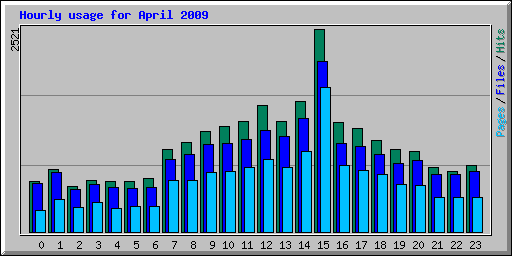 Hourly usage for April 2009
2521
Pages / Files / Hits
0 1 2 3 4 5 6 7 8 9 10 11 12 13 14 15 16 17 18 19 20 21 22 23